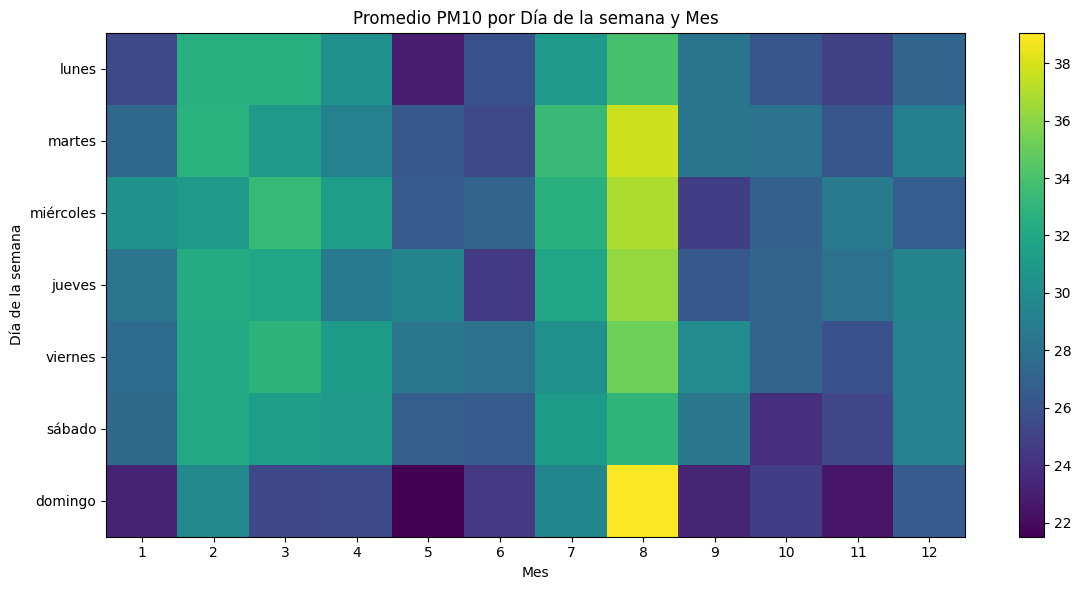 Promedio PM10 por Día de la semana y Mes
Día de la semana
lunes
martes
miércoles
jueves
viernes
sábado
domingo
1 2 3 4 5 6 7 8 9 10 11 12
Mes
38
36
34
32
30
28
26
24
22